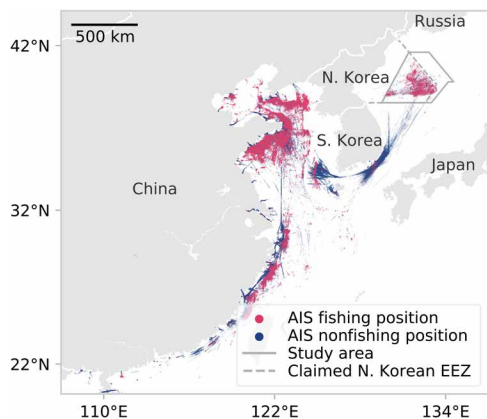 Russia
42°N
500 km
N. Korea
S. Korea
Japan
China
32°N
AIS fishing position
AIS nonfishing position
Study area
Claimed N. Korean EEZ
22°N
110°E
122°E
134°E